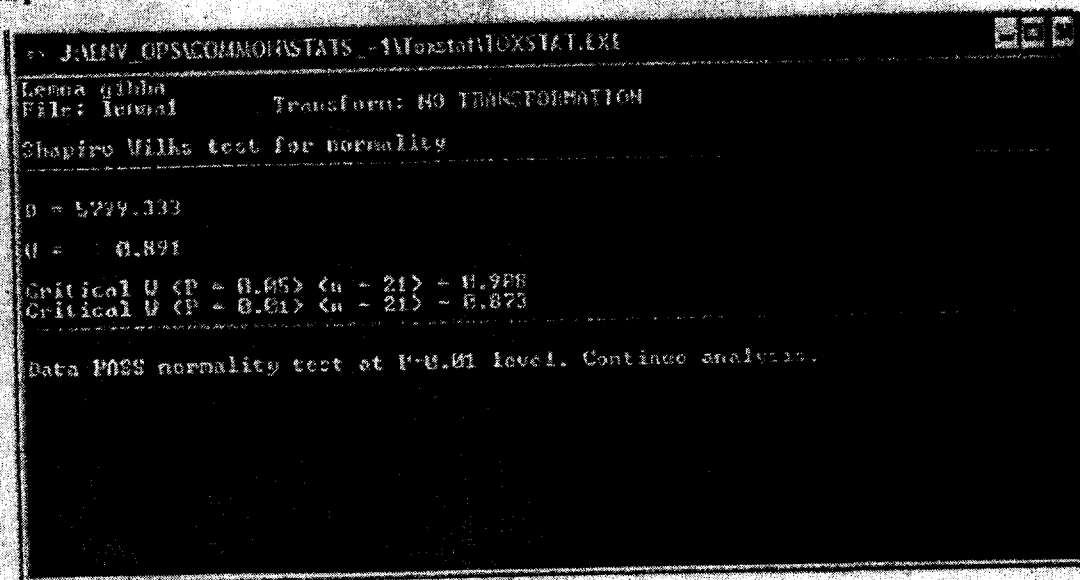 J:\ENV_OPS\COMMON\STATS_~1\Toxstat\TOXSTAT.EXE
Lemna gibba
File: lemna1 Transform: NO TRANSFORMATION
Shapiro Wilks test for normality
D = 5299.333
W = 0.891
Critical W (P = 0.05) (n = 21) = 0.908
Critical W (P = 0.01) (n = 21) = 0.873
Data PASS normality test at P=0.01 level. Continue analysis.